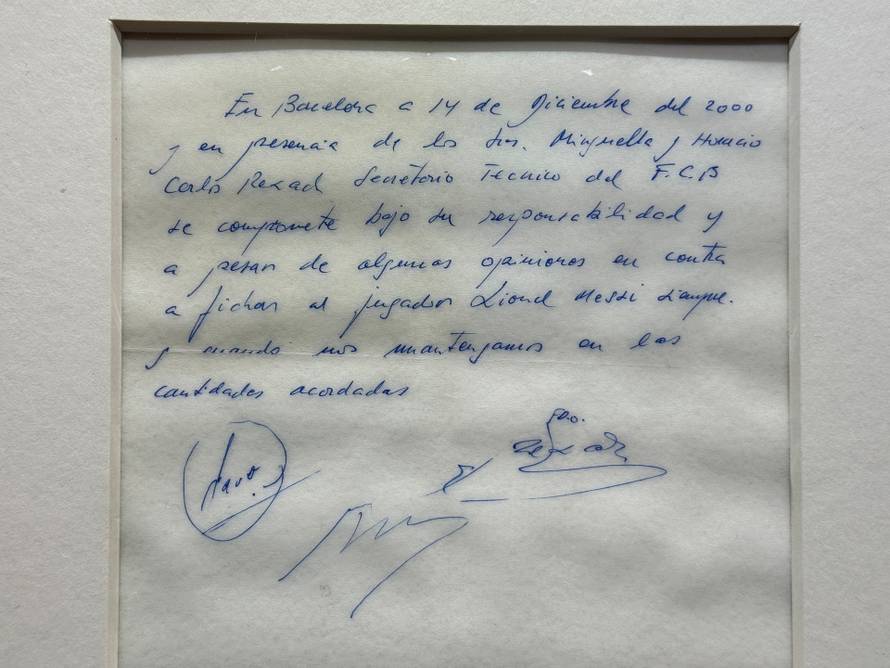 En Barcelona a 14 de Diciembre del 2000
y en presencia de los Srs. Minguella y Horacio
Carlos Rexach Secretario Tecnico del F.C.B
se compromete bajo su responsabilidad y
a pesar de algunas opiniones en contra
a fichar al jugador Lionel Messi siempre.
y cuando nos mantengamos en las
cantidades acordadas